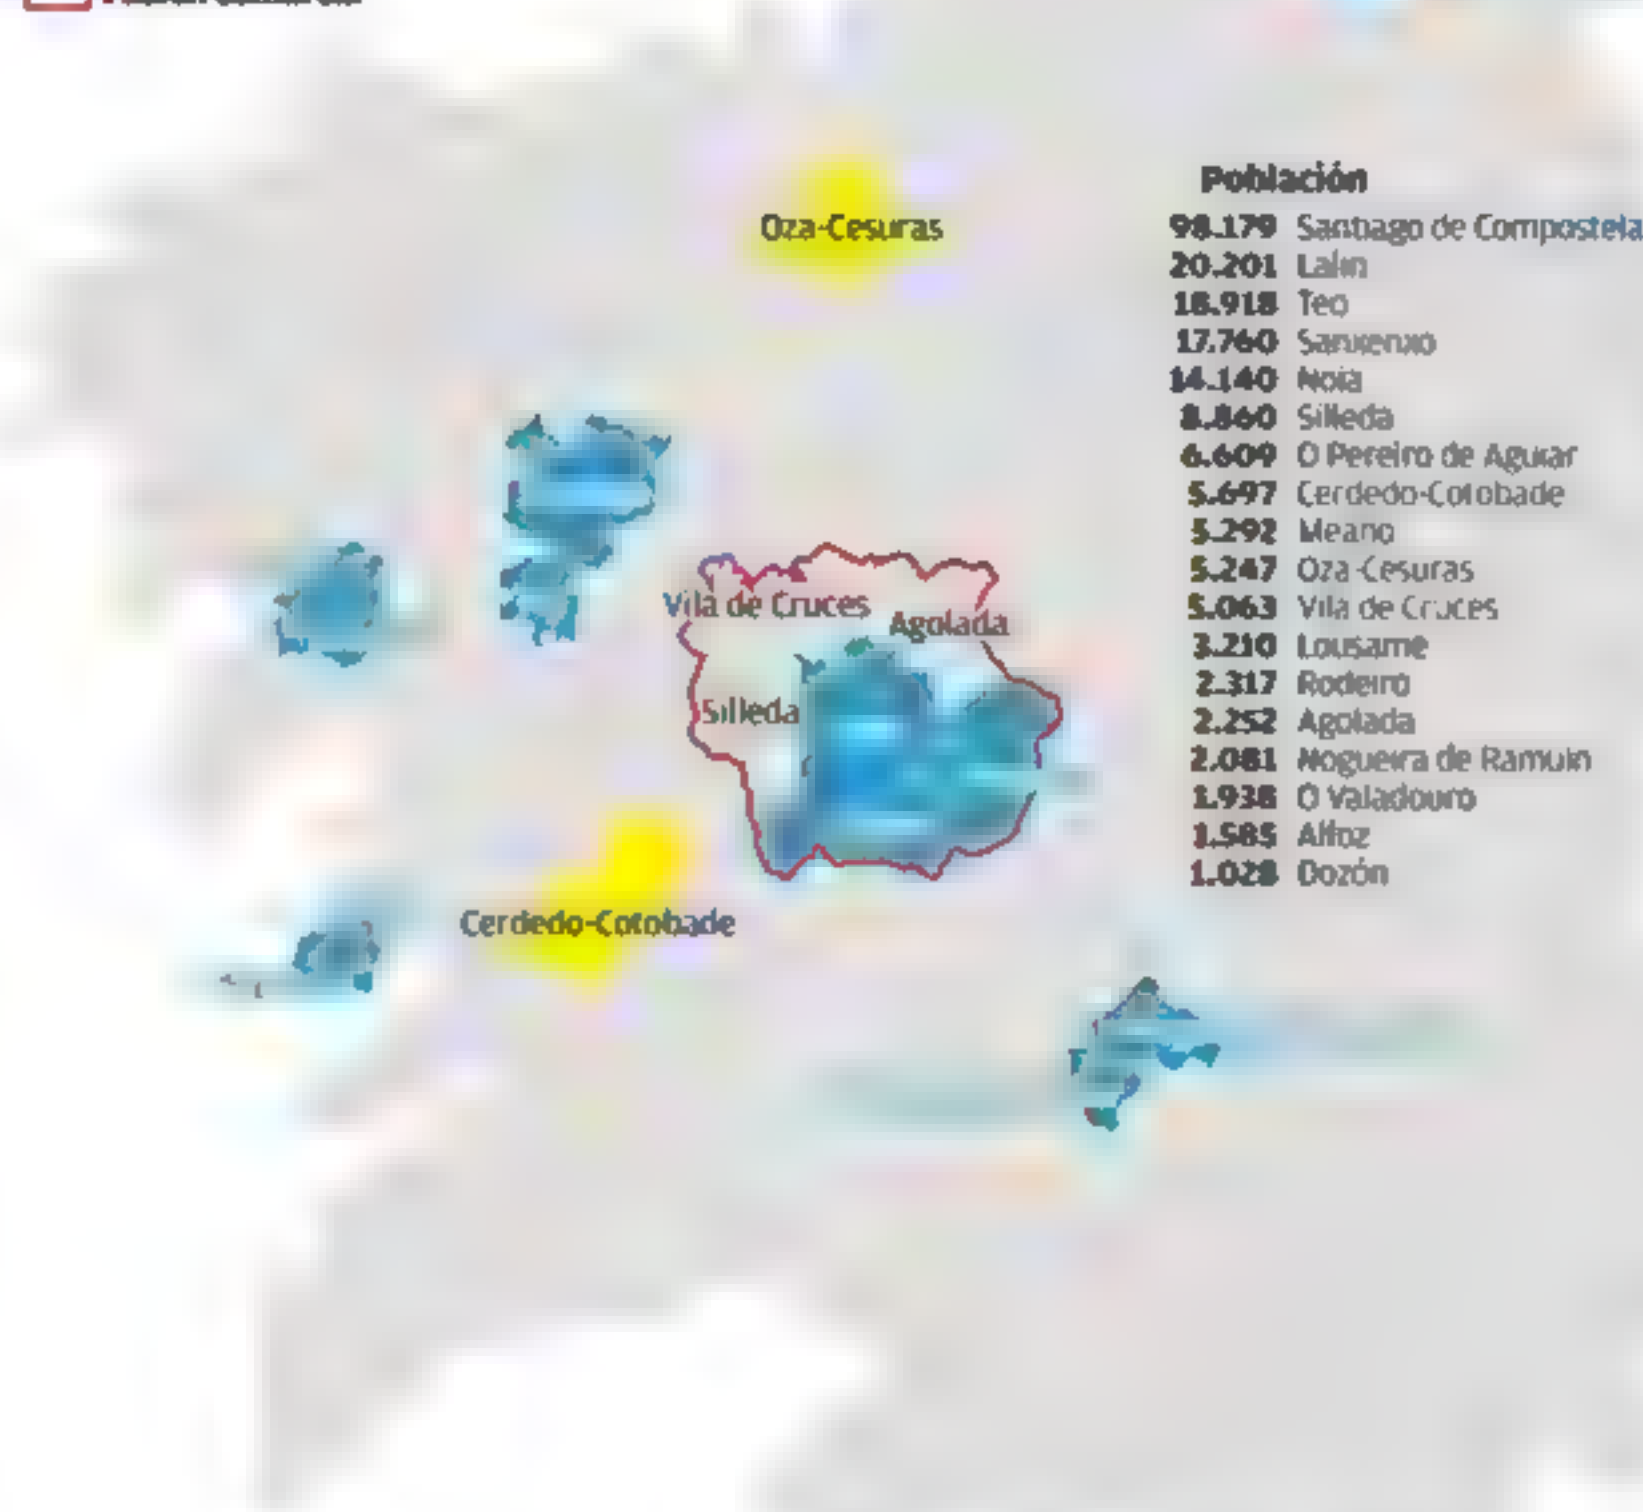 Oza-Cesuras
Vila de Cruces
Agolada
Silleda
Cerdedo-Cotobade
Población
98.179 Santiago de Compostela
20.201 Lalín
18.918 Teo
17.760 Sanxenxo
14.140 Noia
8.860 Silleda
6.609 O Pereiro de Aguiar
5.697 Cerdedo-Cotobade
5.292 Meaño
5.247 Oza-Cesuras
5.063 Vila de Cruces
3.210 Lousame
2.317 Rodeiro
2.252 Agolada
2.081 Nogueira de Ramuín
1.938 O Valadouro
1.585 Alfoz
1.028 Dozón